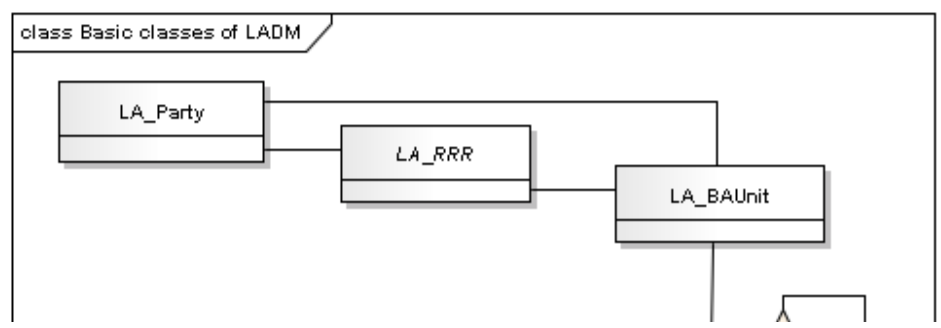 class Basic classes of LADM
LA_Party
LA_RRR
LA_BAUnit